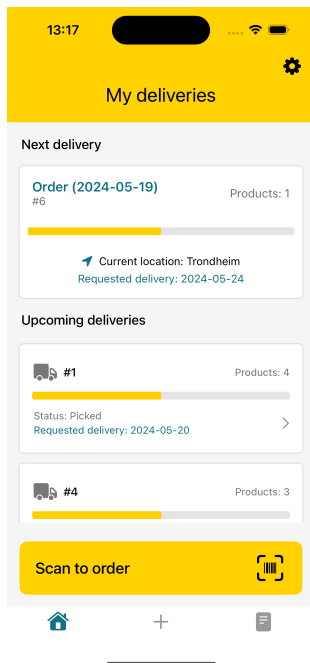 13:17
My deliveries
Next delivery
Order (2024-05-19)
Products: 1
#6
Current location: Trondheim
Requested delivery: 2024-05-24
Upcoming deliveries
#1
Products: 4
Status: Picked
Requested delivery: 2024-05-20
#4
Products: 3
Scan to order